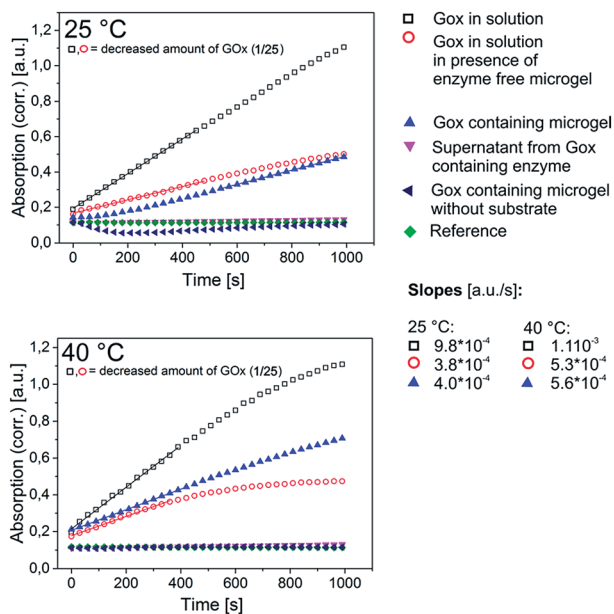 25 °C
, = decreased amount of GOx (1/25)
Absorption (corr.) [a.u.]
1,2
1,0
0,8
0,6
0,4
0,2
0,0
0 200 400 600 800 1000
Time [s]
Gox in solution
Gox in solution
in presence of
enzyme free microgel
Gox containing microgel
Supernatant from Gox
containing enzyme
Gox containing microgel
without substrate
Reference
Slopes [a.u./s]:
25 °C: 40 °C:
9.8*10-4 1.110-3
3.8*10-4 5.3*10-4
4.0*10-4 5.6*10-4
40 °C
, = decreased amount of GOx (1/25)
Absorption (corr.) [a.u.]
1,2
1,0
0,8
0,6
0,4
0,2
0,0
0 200 400 600 800 1000
Time [s]